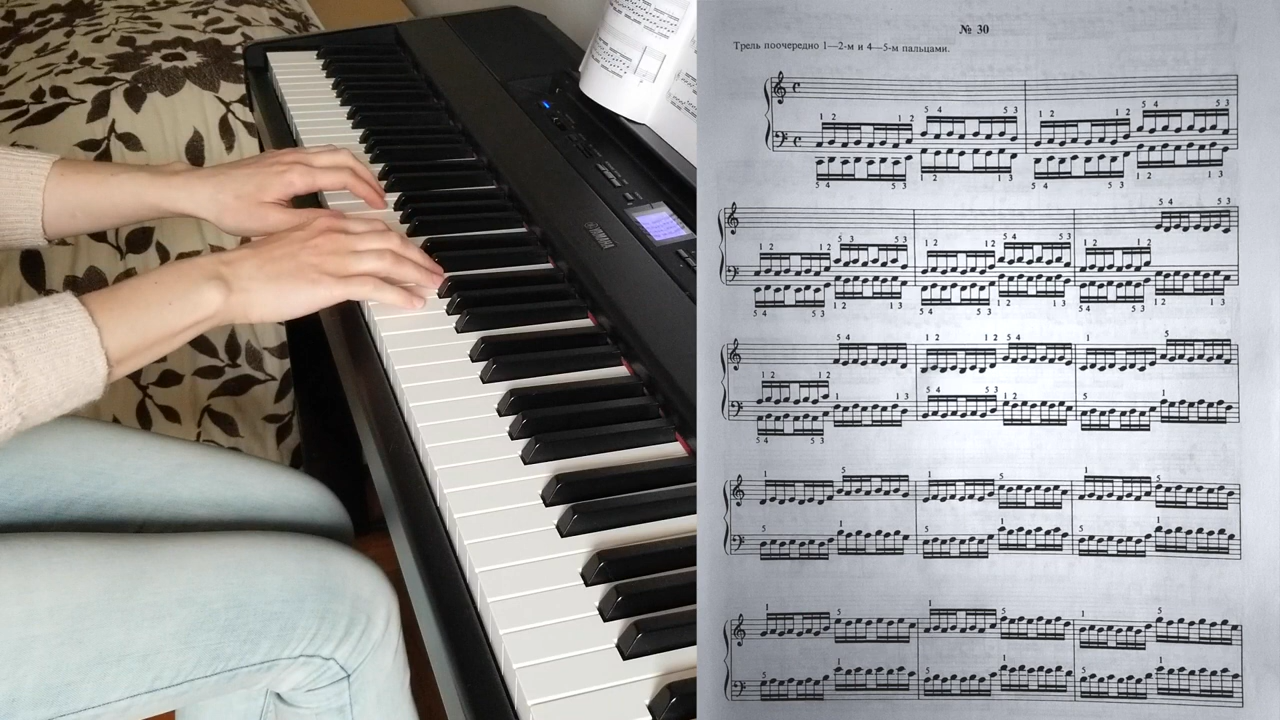 YAMAHA
№ 30
Трель поочередно 1—2-м и 4—5-м пальцами.